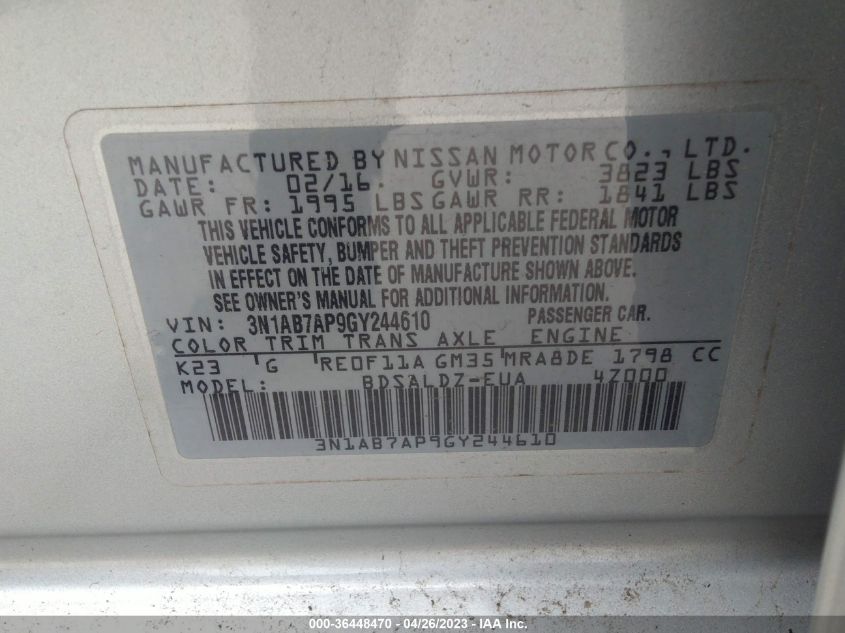 MANUFACTURED BY NISSAN MOTOR CO., LTD.
DATE: 02/16. GVWR: 3823 LBS
GAWR FR: 1995 LBS GAWR RR: 1841 LBS
THIS VEHICLE CONFORMS TO ALL APPLICABLE FEDERAL MOTOR
VEHICLE SAFETY, BUMPER AND THEFT PREVENTION STANDARDS
IN EFFECT ON THE DATE OF MANUFACTURE SHOWN ABOVE.
SEE OWNER'S MANUAL FOR ADDITIONAL INFORMATION.
VIN: 3N1AB7AP9GY244610 PASSENGER CAR.
COLOR TRIM TRANS AXLE ENGINE
K23 G RE0F11A GM35 MRA8DE 1798 CC
MODEL: BDSALDZ-EUA 4Z000
3N1AB7AP9GY244610
000-36448470 - 04/26/2023 - IAA Inc.